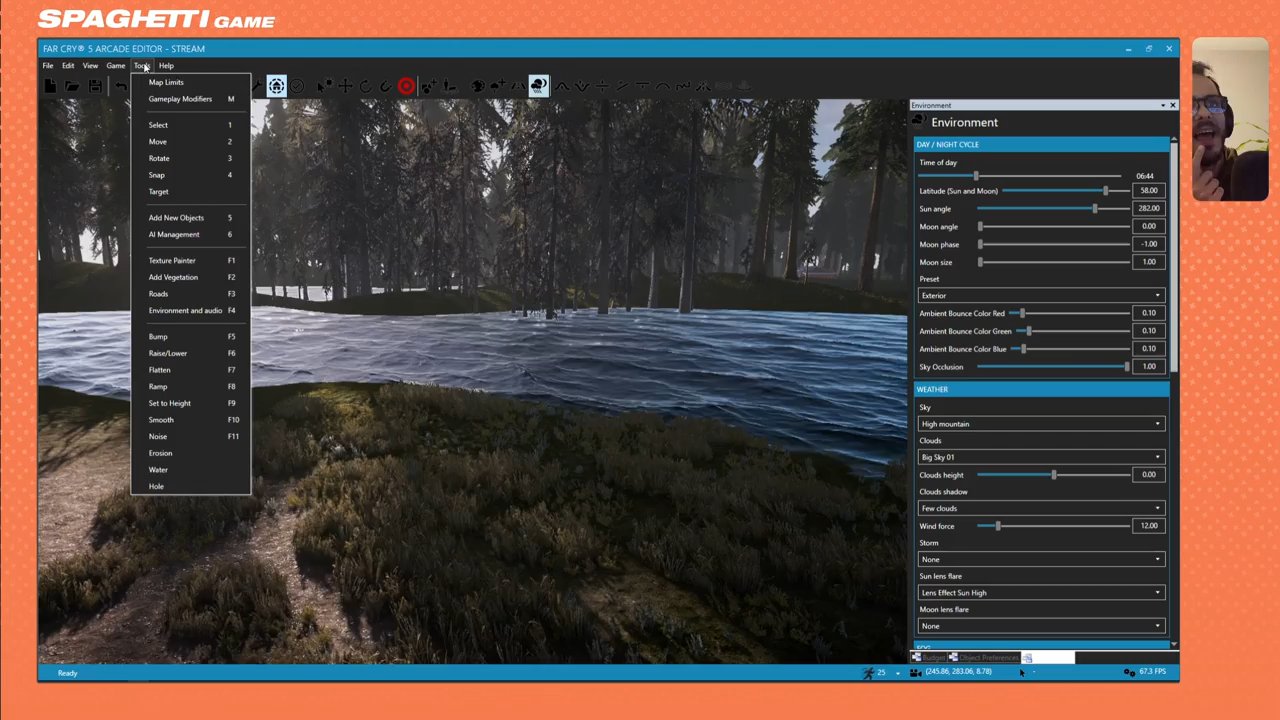 SPAGHETTI GAME
FAR CRY® 5 ARCADE EDITOR - STREAM
File Edit View Game Tools Help
Map Limits
Gameplay Modifiers M
Select 1
Move 2
Rotate 3
Snap 4
Target
Add New Objects 5
AI Management 6
Texture Painter F1
Add Vegetation F2
Roads F3
Environment and audio F4
Bump F5
Raise/Lower F6
Flatten F7
Ramp F8
Set to Height F9
Smooth F10
Noise F11
Erosion
Water
Hole
Environment
Environment
DAY / NIGHT CYCLE
Time of day
06:44
Latitude (Sun and Moon) 58.00
Sun angle 282.00
Moon angle 0.00
Moon phase -1.00
Moon size 1.00
Preset
Exterior
Ambient Bounce Color Red 0.10
Ambient Bounce Color Green 0.10
Ambient Bounce Color Blue 0.10
Sky Occlusion 1.00
WEATHER
Sky
High mountain
Clouds
Big Sky 01
Clouds height 0.00
Clouds shadow
Few clouds
Wind force 12.00
Storm
None
Sun lens flare
Lens Effect Sun High
Moon lens flare
None
FOG
Budget Object Preferences
Ready 25 (245.86, 283.06, 8.78) 67.3 FPS